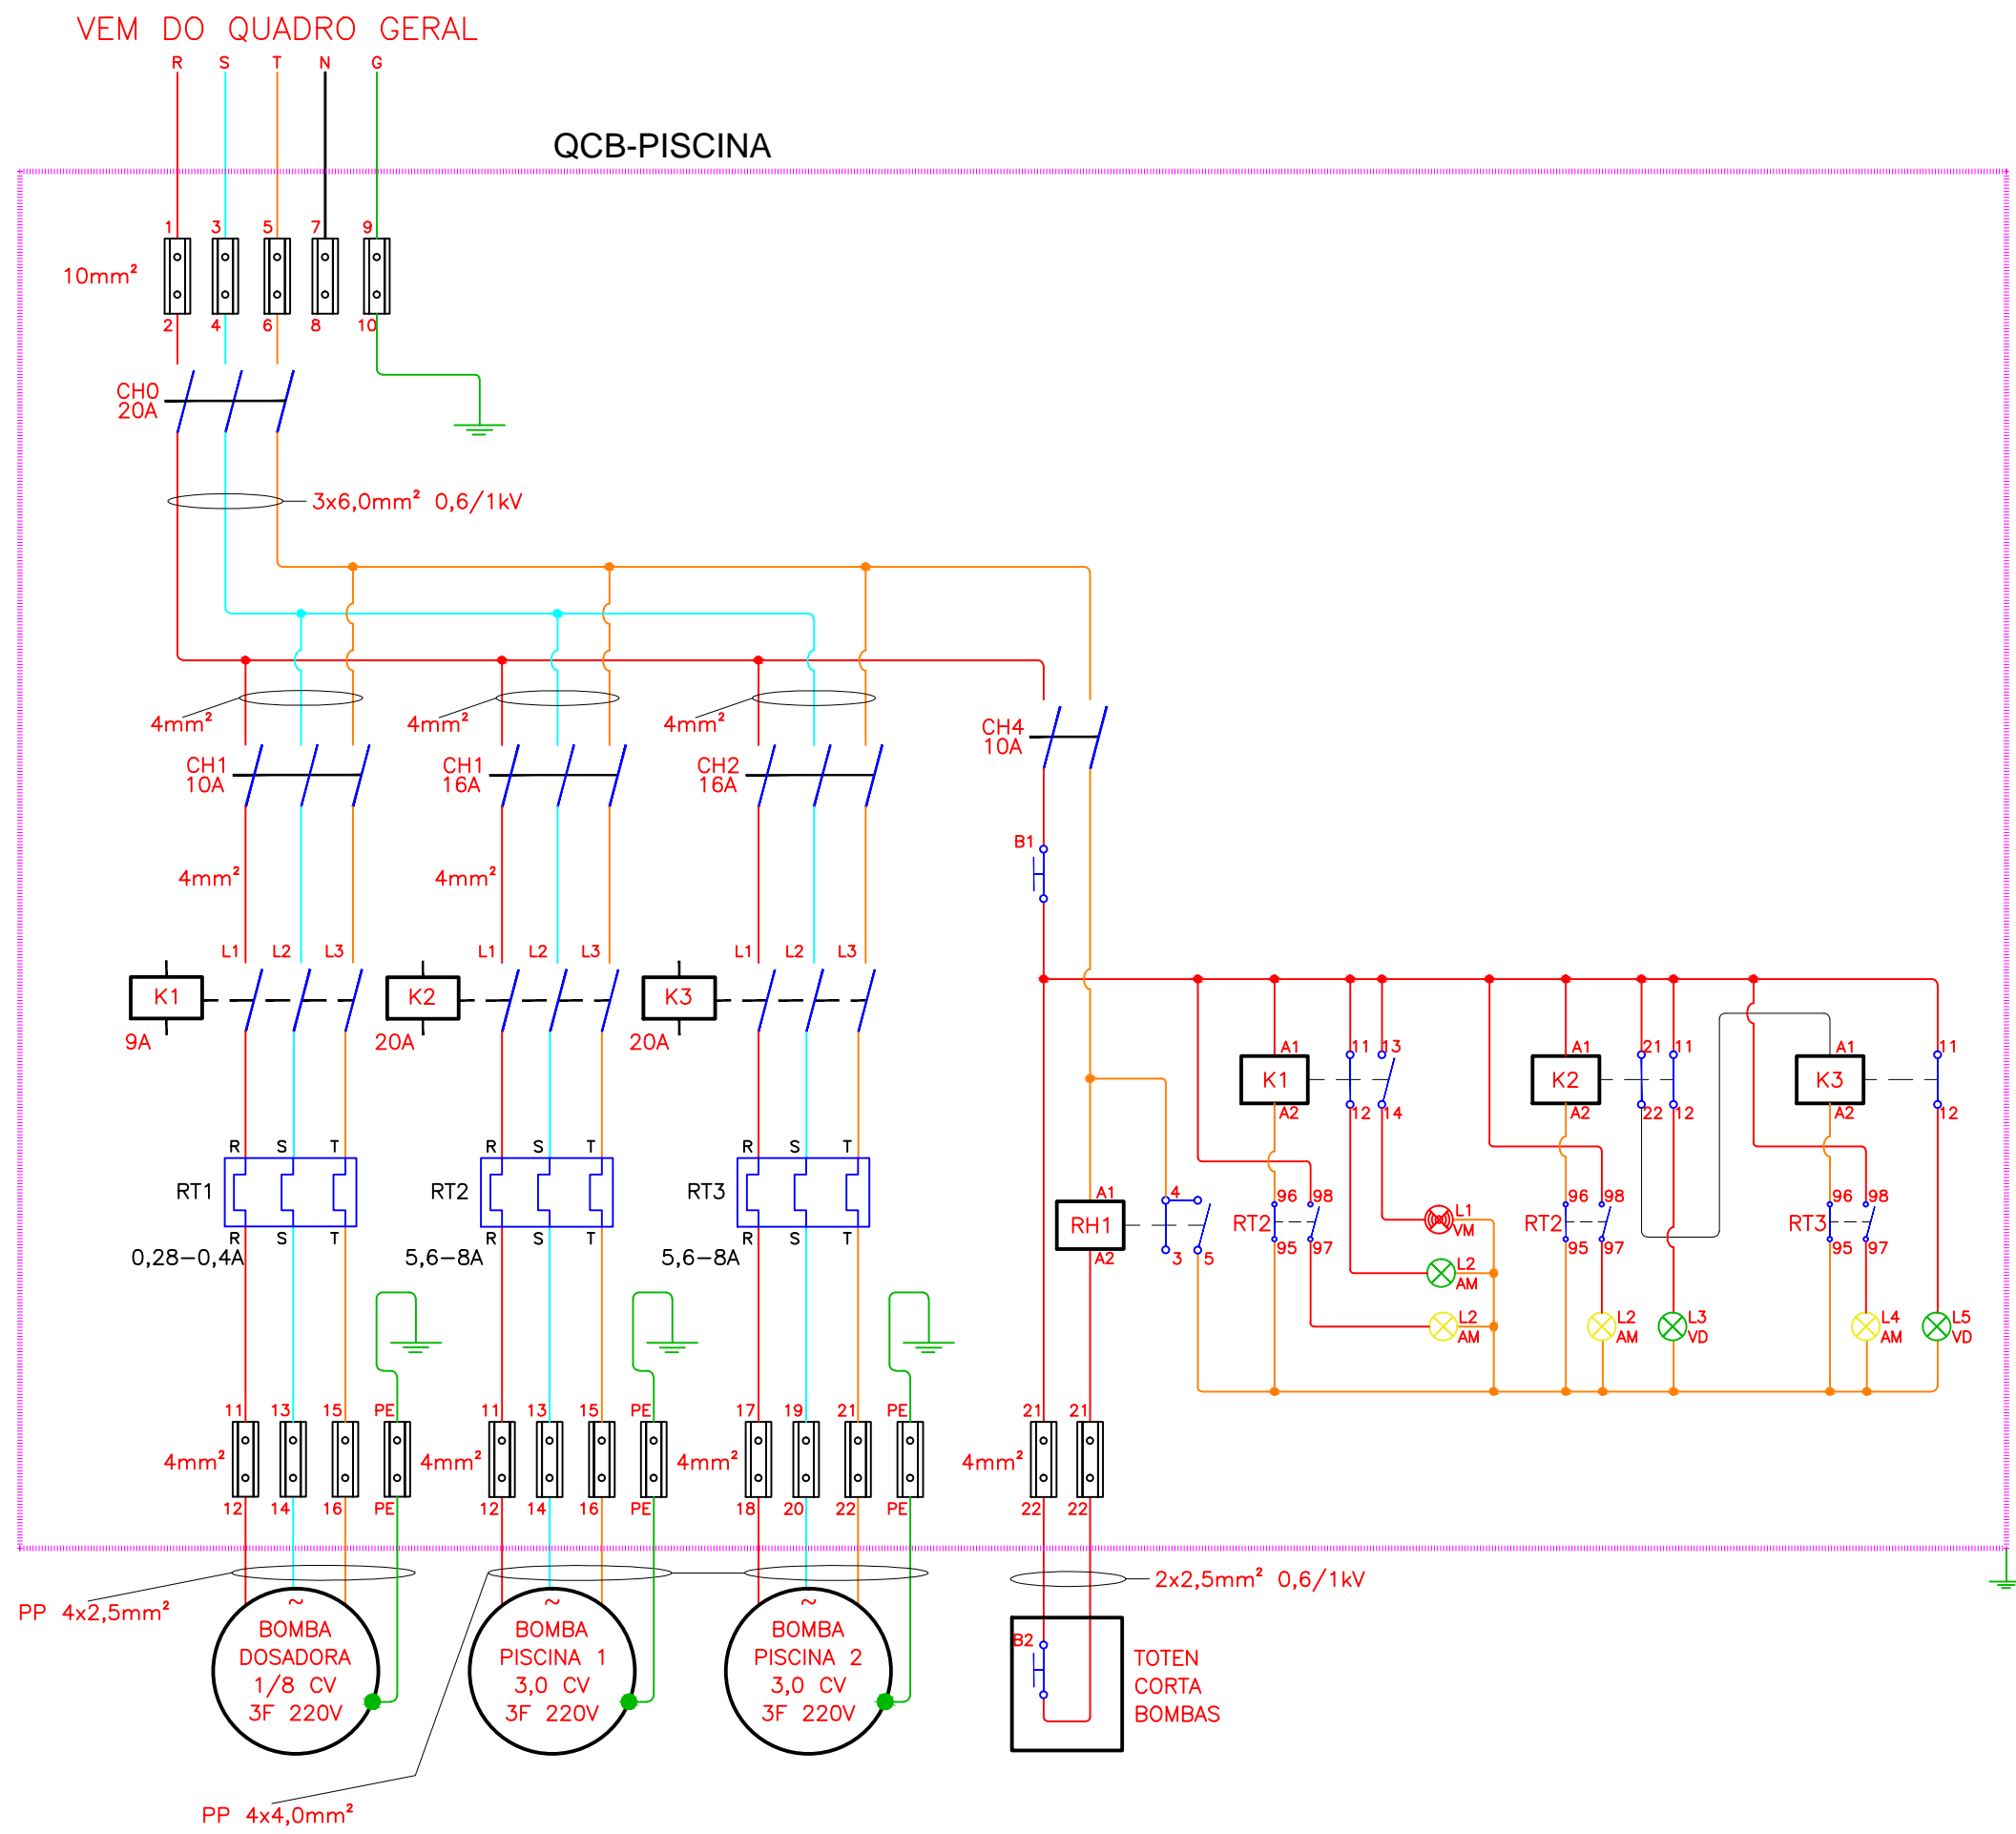 VEM DO QUADRO GERAL
R S T N G
QCB-PISCINA
1 3 5 7 9
10mm²
2 4 6 8 10
CH0
20A
3x6,0mm² 0,6/1kV
4mm² 4mm² 4mm²
CH4
10A
CH1
10A
CH1
16A
CH2
16A
B1
4mm² 4mm²
L1 L2 L3 L1 L2 L3 L1 L2 L3
K1 K2 K3
9A 20A 20A
A1 11 13 A1 21 11 A1 11
K1 K2 K3
A2 12 14 A2 22 12 A2 12
R S T R S T R S T
RT1 RT2 RT3
R S T R S T R S T
0,28-0,4A 5,6-8A 5,6-8A
A1 4
RH1
A2 3 5
96 98 96 98 96 98
RT2 RT2 RT3
95 97 95 97 95 97
L1
VM
L2
AM
L2
AM
L2
AM
L3
VD
L4
AM
L5
VD
11 13 15 PE 11 13 15 PE 17 19 21 PE 21 21
4mm² 4mm² 4mm² 4mm²
12 14 16 PE 12 14 16 PE 18 20 22 PE 22 22
PP 4x2,5mm²
2x2,5mm² 0,6/1kV
~
BOMBA
DOSADORA
1/8 CV
3F 220V
~
BOMBA
PISCINA 1
3,0 CV
3F 220V
~
BOMBA
PISCINA 2
3,0 CV
3F 220V
B2
TOTEN
CORTA
BOMBAS
PP 4x4,0mm²